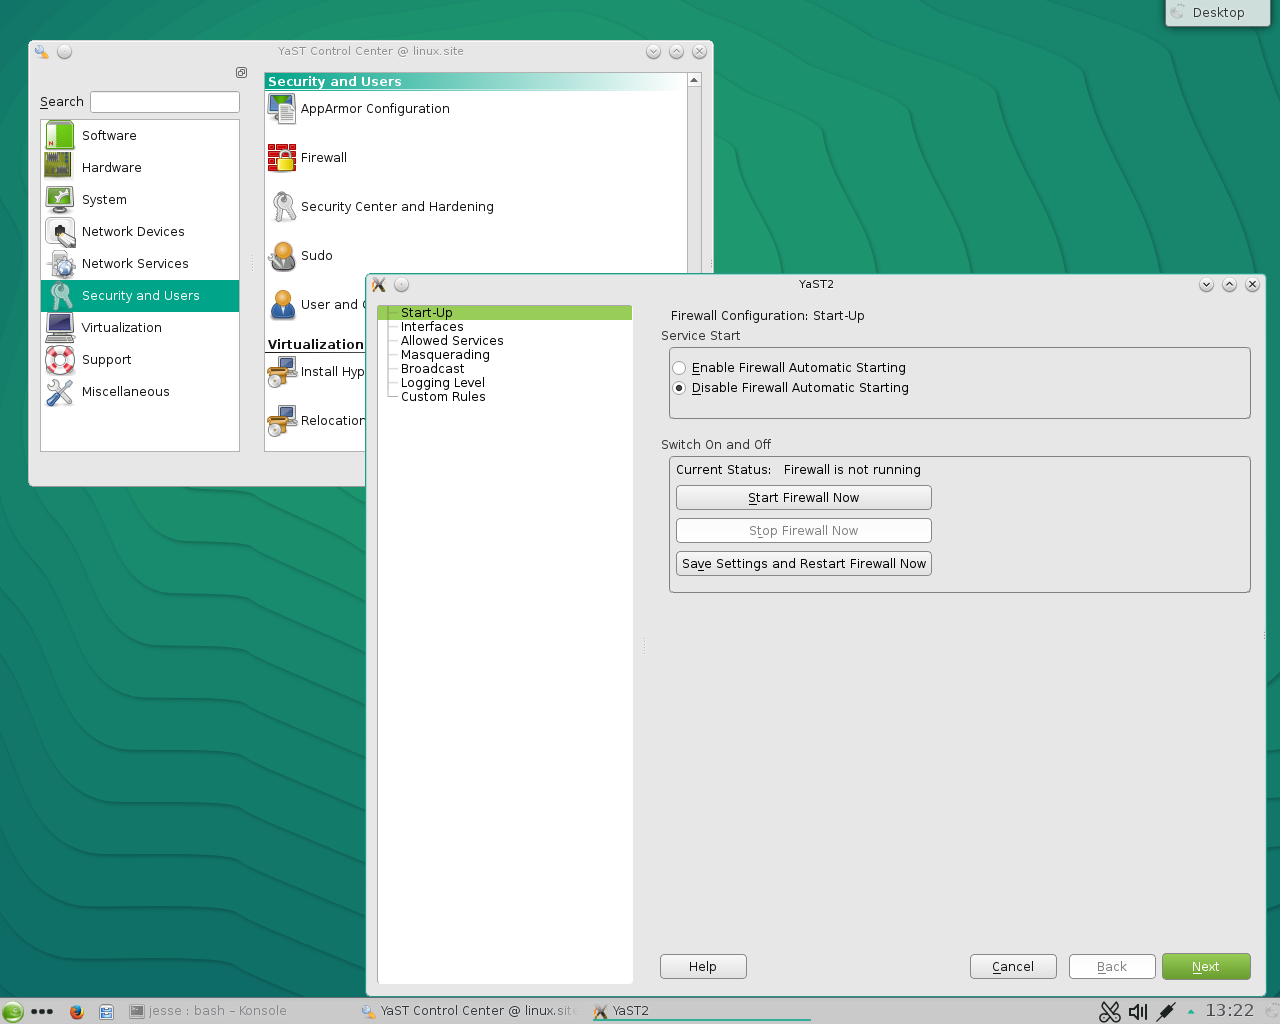 Desktop
YaST Control Center @ linux.site
Search
Software
Hardware
System
Network Devices
Network Services
Security and Users
Virtualization
Support
Miscellaneous
Security and Users
AppArmor Configuration
Firewall
Security Center and Hardening
Sudo
User and
Virtualization
Install Hyp
Relocation
YaST2
Start-Up
Interfaces
Allowed Services
Masquerading
Broadcast
Logging Level
Custom Rules
Firewall Configuration: Start-Up
Service Start
Enable Firewall Automatic Starting
Disable Firewall Automatic Starting
Switch On and Off
Current Status: Firewall is not running
Start Firewall Now
Stop Firewall Now
Save Settings and Restart Firewall Now
Help
Cancel
Back
Next
jesse : bash – Konsole
YaST Control Center @ linux.site
YaST2
13:22